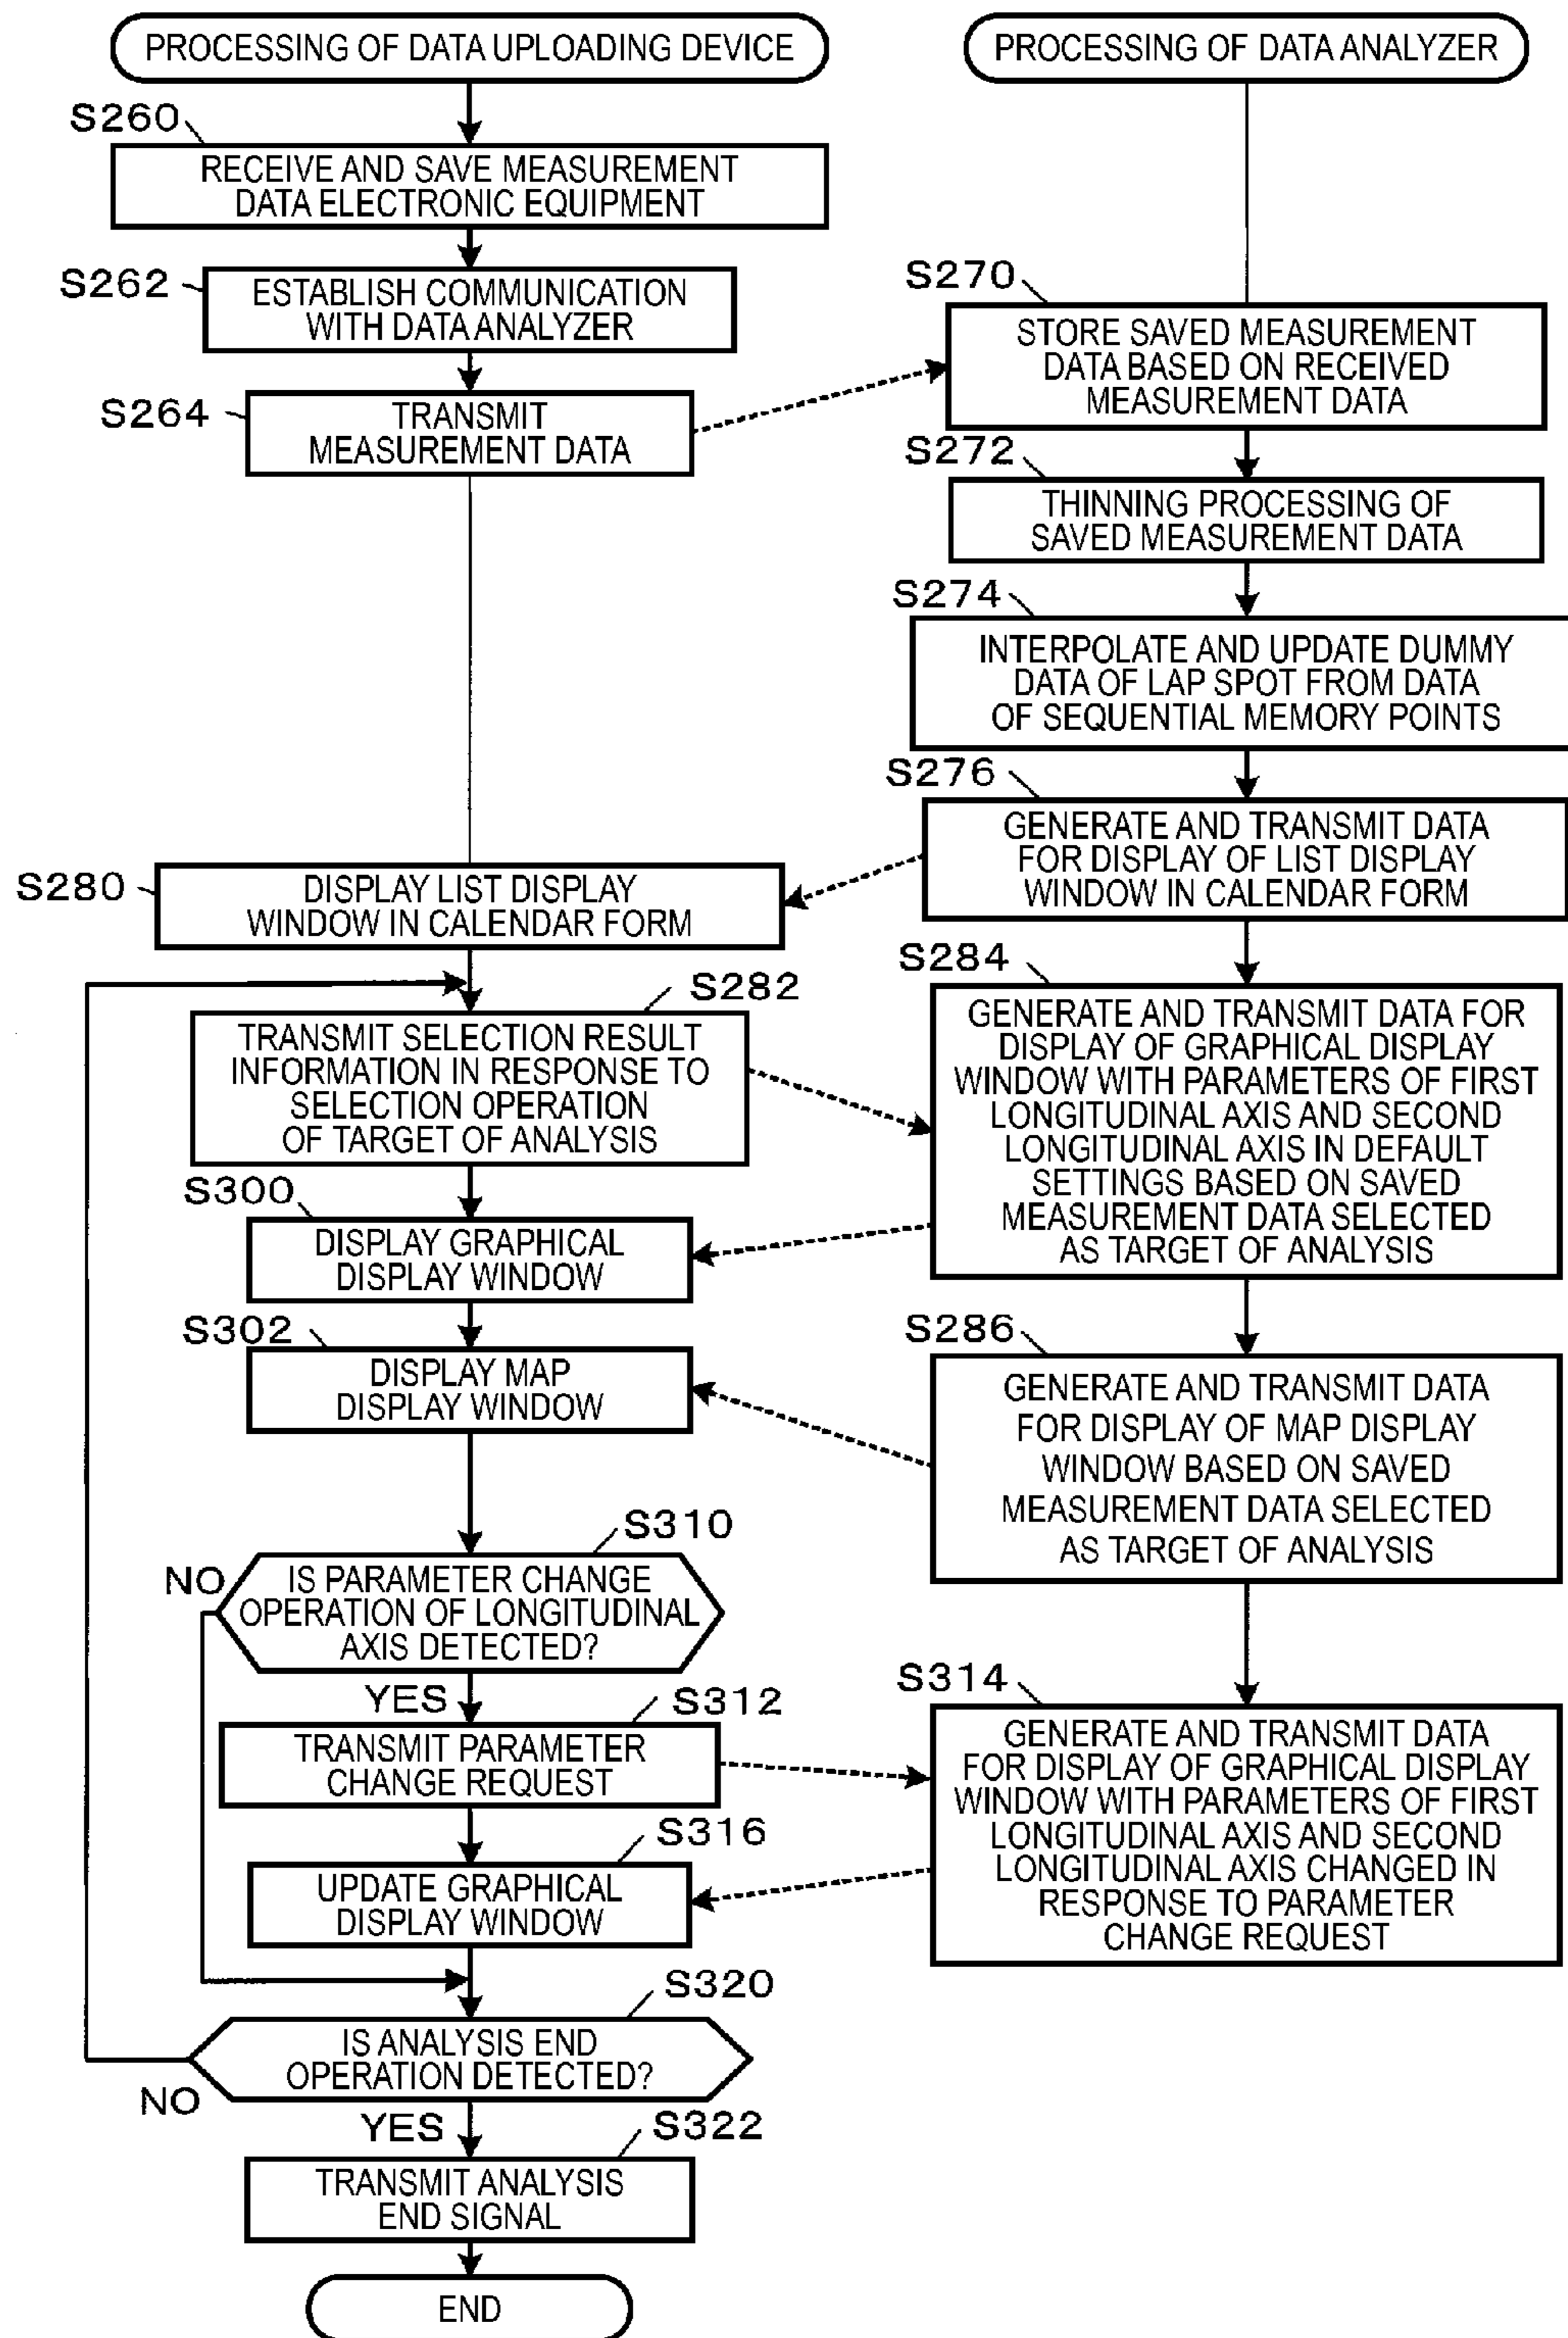 PROCESSING OF DATA UPLOADING DEVICE
PROCESSING OF DATA ANALYZER
S260
RECEIVE AND SAVE MEASUREMENT
DATA ELECTRONIC EQUIPMENT
S262
ESTABLISH COMMUNICATION
WITH DATA ANALYZER
S264
TRANSMIT
MEASUREMENT DATA
S270
STORE SAVED MEASUREMENT
DATA BASED ON RECEIVED
MEASUREMENT DATA
S272
THINNING PROCESSING OF
SAVED MEASUREMENT DATA
S274
INTERPOLATE AND UPDATE DUMMY
DATA OF LAP SPOT FROM DATA
OF SEQUENTIAL MEMORY POINTS
S276
GENERATE AND TRANSMIT DATA
FOR DISPLAY OF LIST DISPLAY
WINDOW IN CALENDAR FORM
S280
DISPLAY LIST DISPLAY
WINDOW IN CALENDAR FORM
S282
TRANSMIT SELECTION RESULT
INFORMATION IN RESPONSE TO
SELECTION OPERATION
OF TARGET OF ANALYSIS
S284
GENERATE AND TRANSMIT DATA FOR
DISPLAY OF GRAPHICAL DISPLAY
WINDOW WITH PARAMETERS OF FIRST
LONGITUDINAL AXIS AND SECOND
LONGITUDINAL AXIS IN DEFAULT
SETTINGS BASED ON SAVED
MEASUREMENT DATA SELECTED
AS TARGET OF ANALYSIS
S300
DISPLAY GRAPHICAL
DISPLAY WINDOW
S302
DISPLAY MAP
DISPLAY WINDOW
S286
GENERATE AND TRANSMIT DATA
FOR DISPLAY OF MAP DISPLAY
WINDOW BASED ON SAVED
MEASUREMENT DATA SELECTED
AS TARGET OF ANALYSIS
S310
NO
IS PARAMETER CHANGE
OPERATION OF LONGITUDINAL
AXIS DETECTED?
YES
S312
TRANSMIT PARAMETER
CHANGE REQUEST
S314
GENERATE AND TRANSMIT DATA
FOR DISPLAY OF GRAPHICAL DISPLAY
WINDOW WITH PARAMETERS OF FIRST
LONGITUDINAL AXIS AND SECOND
LONGITUDINAL AXIS CHANGED IN
RESPONSE TO PARAMETER
CHANGE REQUEST
S316
UPDATE GRAPHICAL
DISPLAY WINDOW
S320
IS ANALYSIS END
OPERATION DETECTED?
NO
YES
S322
TRANSMIT ANALYSIS
END SIGNAL
END